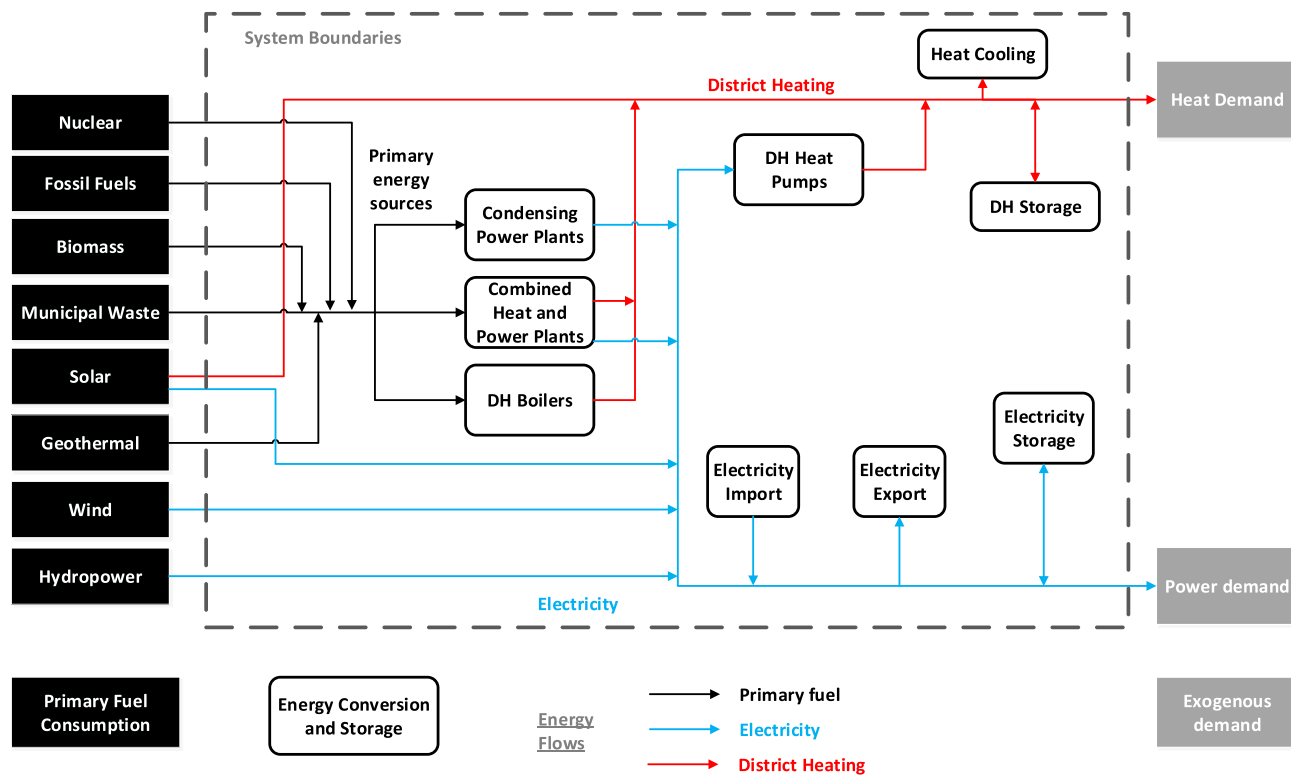 System Boundaries
Heat Cooling
District Heating
Heat Demand
Nuclear
Fossil Fuels
Biomass
Municipal Waste
Solar
Geothermal
Wind
Hydropower
Primary
energy
sources
Condensing
Power Plants
Combined
Heat and
Power Plants
DH Boilers
DH Heat
Pumps
DH Storage
Electricity
Storage
Electricity
Import
Electricity
Export
Electricity
Power demand
Primary Fuel
Consumption
Energy Conversion
and Storage
Energy
Flows
Primary fuel
Electricity
District Heating
Exogenous
demand